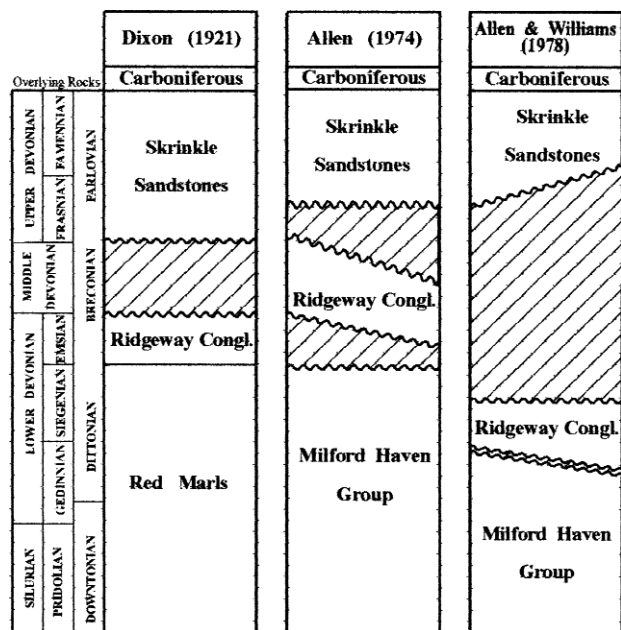 Dixon (1921)
Allen (1974)
Allen & Williams
(1978)
Overlying Rocks
Carboniferous
Carboniferous
Carboniferous
UPPER DEVONIAN
FAMENNIAN
FRASNIAN
MIDDLE
DEVONIAN
LOWER DEVONIAN
EMSIAN
SIEGENIAN
GEDINNIAN
SILURIAN
PRIDOLIAN
FARLOVIAN
BRECONIAN
DITTONIAN
DOWNTONIAN
Skrinkle
Sandstones
Ridgeway Congl.
Red Marls
Skrinkle
Sandstones
Ridgeway Congl.
Milford Haven
Group
Skrinkle
Sandstones
Ridgeway Congl.
Milford Haven
Group